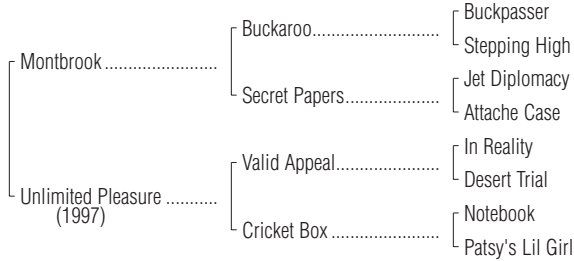 Buckpasser
Buckaroo
Stepping High
Montbrook
Jet Diplomacy
Secret Papers
Attache Case
In Reality
Valid Appeal
Desert Trial
Unlimited Pleasure
(1997)
Notebook
Cricket Box
Patsy's Lil Girl